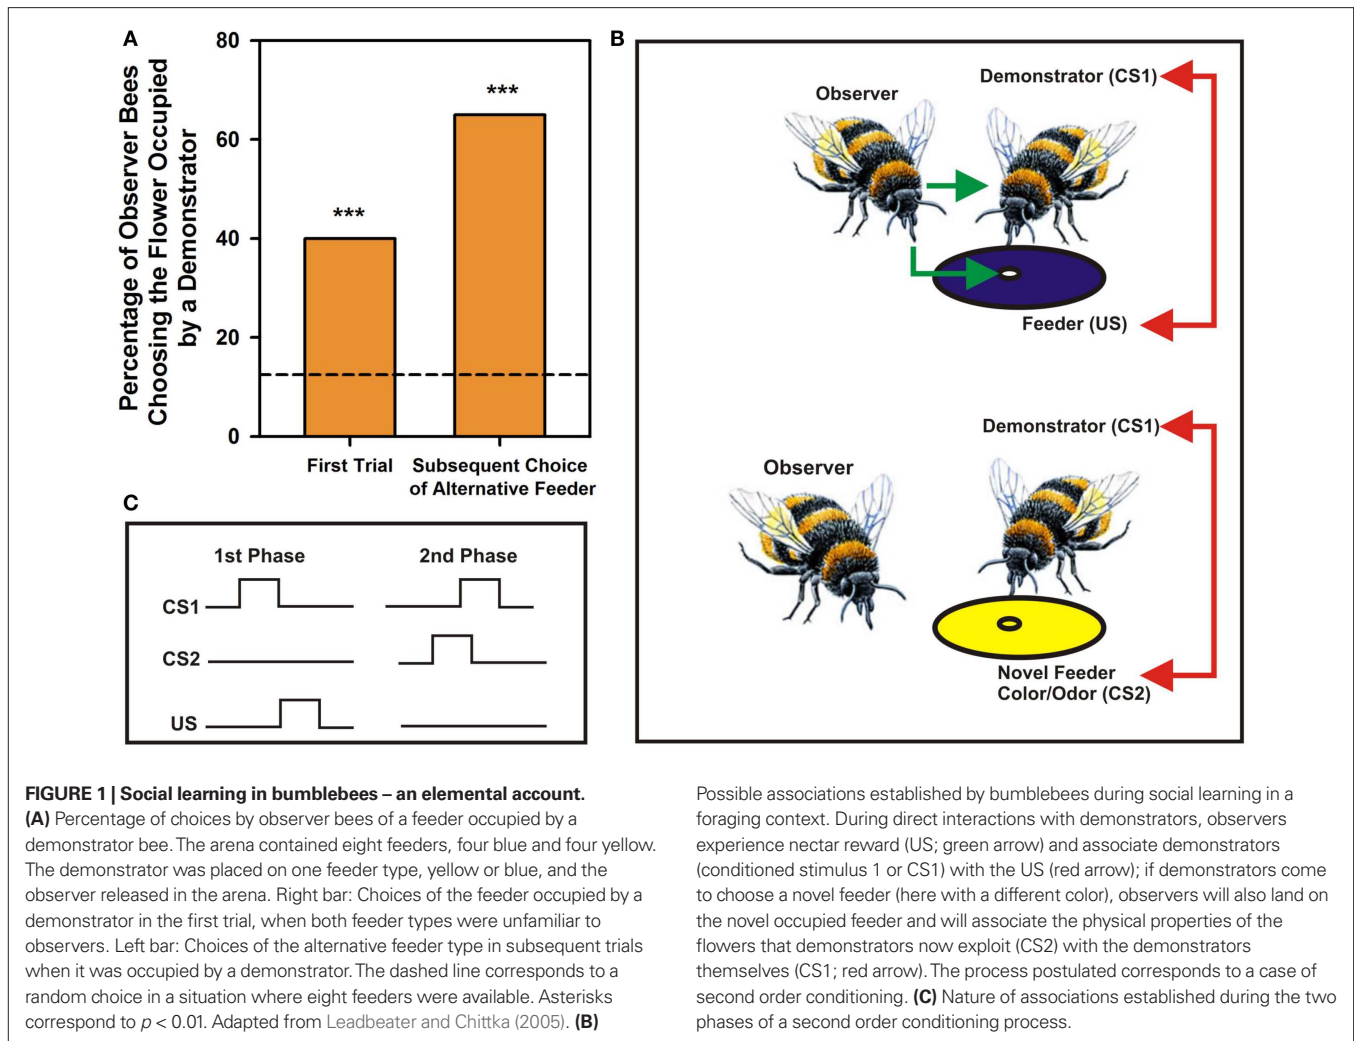 A
80
60
40
20
0
Percentage of Observer Bees
Choosing the Flower Occupied
by a Demonstrator
***
***
First Trial
Subsequent Choice
of Alternative Feeder
B
Observer
Demonstrator (CS1)
Feeder (US)
Observer
Demonstrator (CS1)
Novel Feeder
Color/Odor (CS2)
C
1st Phase
2nd Phase
CS1
CS2
US
FIGURE 1 | Social learning in bumblebees – an elemental account.
(A) Percentage of choices by observer bees of a feeder occupied by a
demonstrator bee. The arena contained eight feeders, four blue and four yellow.
The demonstrator was placed on one feeder type, yellow or blue, and the
observer released in the arena. Right bar: Choices of the feeder occupied by a
demonstrator in the first trial, when both feeder types were unfamiliar to
observers. Left bar: Choices of the alternative feeder type in subsequent trials
when it was occupied by a demonstrator. The dashed line corresponds to a
random choice in a situation where eight feeders were available. Asterisks
correspond to p < 0.01. Adapted from Leadbeater and Chittka (2005). (B)
Possible associations established by bumblebees during social learning in a
foraging context. During direct interactions with demonstrators, observers
experience nectar reward (US; green arrow) and associate demonstrators
(conditioned stimulus 1 or CS1) with the US (red arrow); if demonstrators come
to choose a novel feeder (here with a different color), observers will also land on
the novel occupied feeder and will associate the physical properties of the
flowers that demonstrators now exploit (CS2) with the demonstrators
themselves (CS1; red arrow). The process postulated corresponds to a case of
second order conditioning. (C) Nature of associations established during the two
phases of a second order conditioning process.